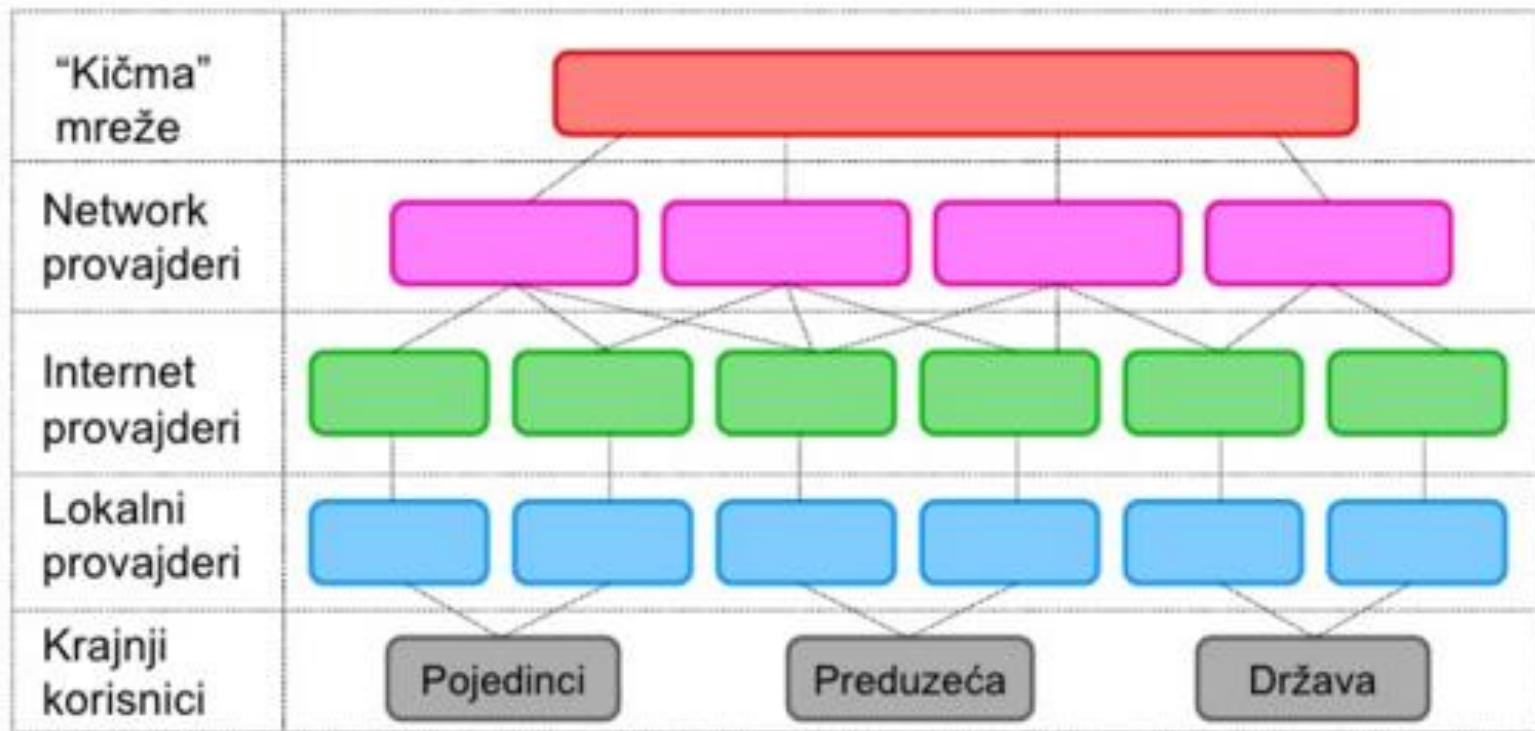 “Kičma”
mreže
Network
provajderi
Internet
provajderi
Lokalni
provajderi
Krajnji
korisnici
Pojedinci
Preduzeća
Država